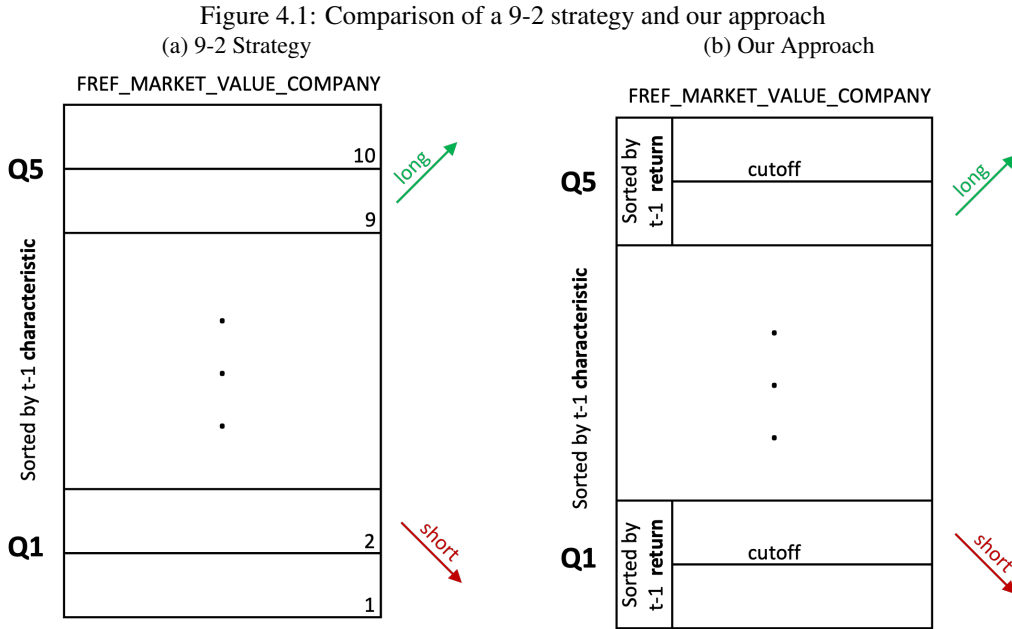 Figure 4.1: Comparison of a 9-2 strategy and our approach
(a) 9-2 Strategy
FREF_MARKET_VALUE_COMPANY
Q5
10
9
long
Sorted by t-1 characteristic
Q1
2
1
short
(b) Our Approach
FREF_MARKET_VALUE_COMPANY
Q5
Sorted by
t-1 return
cutoff
long
Sorted by t-1 characteristic
Q1
Sorted by
t-1 return
cutoff
short